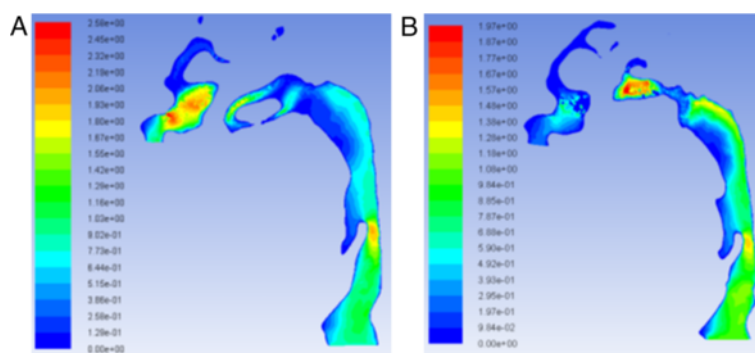 A
2.58e+00
2.45e+00
2.32e+00
2.19e+00
2.06e+00
1.93e+00
1.80e+00
1.67e+00
1.55e+00
1.42e+00
1.29e+00
1.16e+00
1.03e+00
9.02e-01
7.73e-01
6.44e-01
5.15e-01
3.86e-01
2.58e-01
1.29e-01
0.00e+00
B
1.97e+00
1.87e+00
1.77e+00
1.67e+00
1.57e+00
1.48e+00
1.38e+00
1.28e+00
1.18e+00
1.08e+00
9.84e-01
8.85e-01
7.87e-01
6.88e-01
5.90e-01
4.92e-01
3.93e-01
2.95e-01
1.97e-01
9.84e-02
0.00e+00